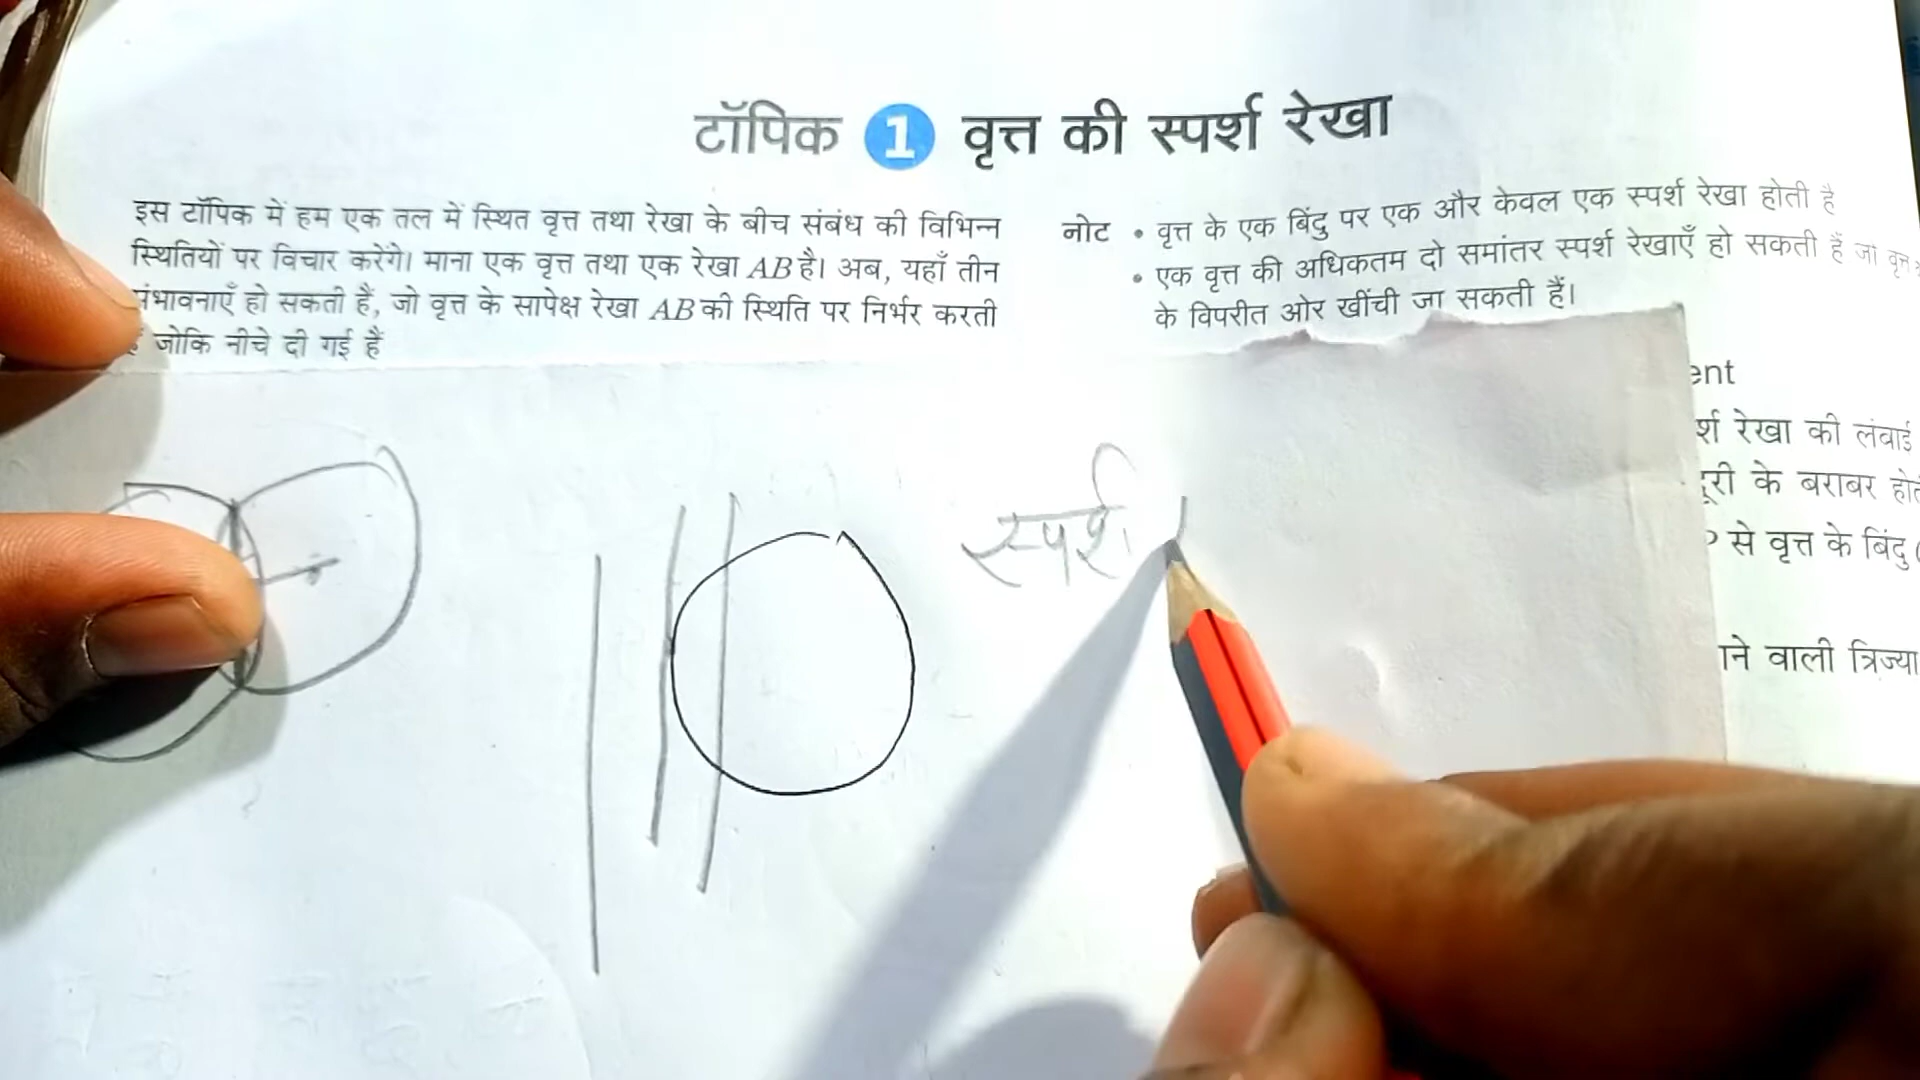 टॉपिक 1 वृत्त की स्पर्श रेखा
इस टॉपिक में हम एक तल में स्थित वृत्त तथा रेखा के बीच संबंध की विभिन्न
स्थितियों पर विचार करेंगे। माना एक वृत्त तथा एक रेखा AB है। अब, यहाँ तीन
संभावनाएँ हो सकती हैं, जो वृत्त के सापेक्ष रेखा AB की स्थिति पर निर्भर करती
जोकि नीचे दी गई हैं
नोट • वृत्त के एक बिंदु पर एक और केवल एक स्पर्श रेखा होती है
• एक वृत्त की अधिकतम दो समांतर स्पर्श रेखाएँ हो सकती हैं जो वृत्त
के विपरीत ओर खींची जा सकती हैं।
ent
र्श रेखा की लंबाई
दूरी के बराबर
से वृत्त के बिंदु
ाने वाली त्रिज्या
स्पर्श